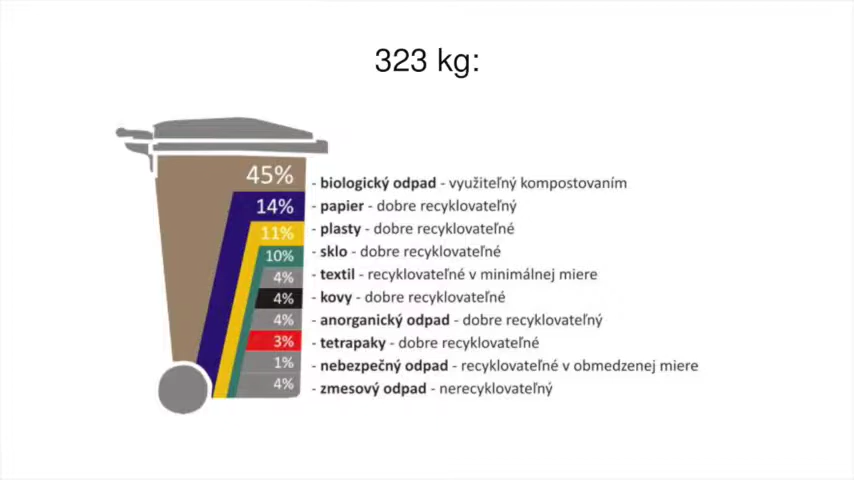 323 kg:
45% - biologický odpad - využiteľný kompostovaním
14% - papier - dobre recyklovateľný
11% - plasty - dobre recyklovateľné
10% - sklo - dobre recyklovateľné
4% - textil - recyklovateľné v minimálnej miere
4% - kovy - dobre recyklovateľné
4% - anorganický odpad - dobre recyklovateľný
3% - tetrapaky - dobre recyklovateľné
1% - nebezpečný odpad - recyklovateľné v obmedzenej miere
4% - zmesový odpad - nerecyklovateľný